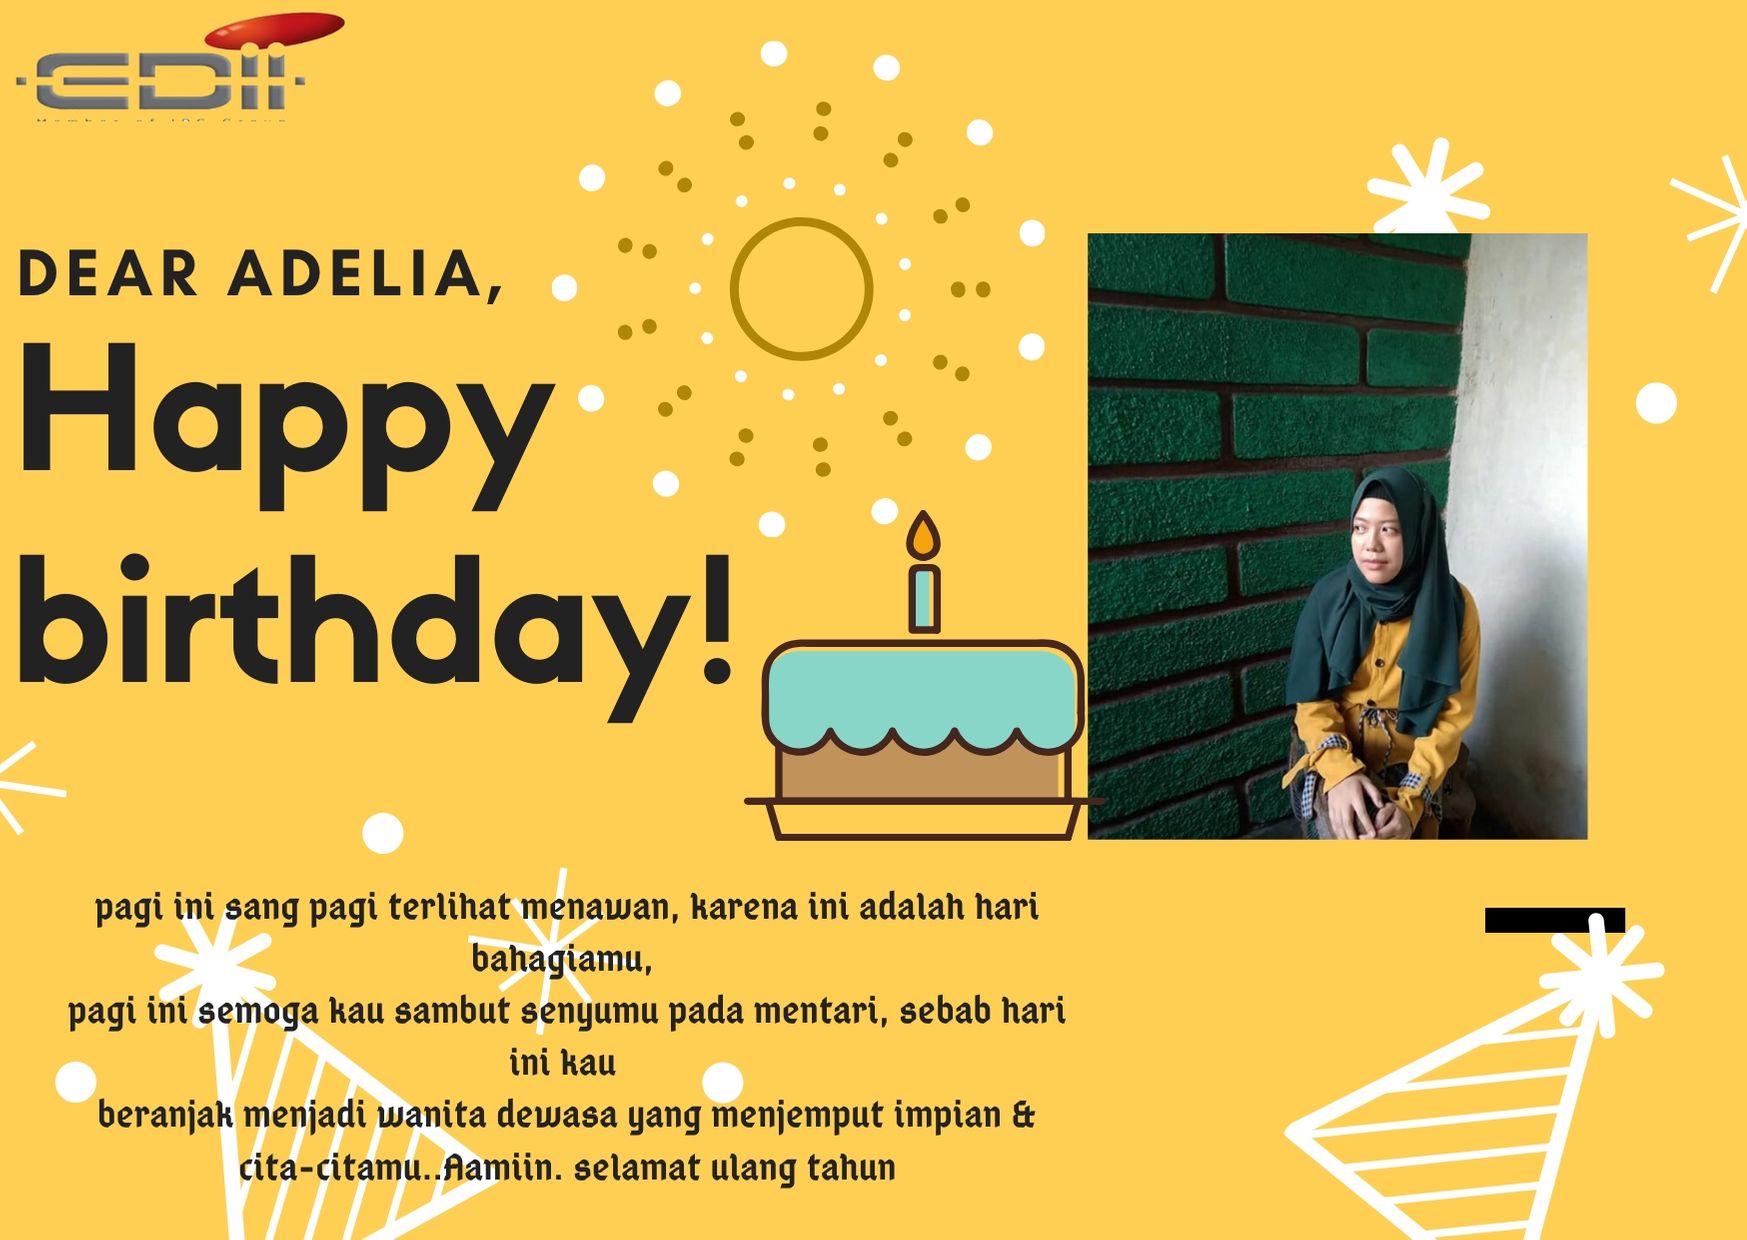 EDii
DEAR ADELIA,
Happy
birthday!
pagi ini sang pagi terlihat menawan, karena ini adalah hari
bahagiamu,
pagi ini semoga kau sambut senyumu pada mentari, sebab hari
ini kau
beranjak menjadi wanita dewasa yang menjemput impian &
cita-citamu..Aamiin. selamat ulang tahun